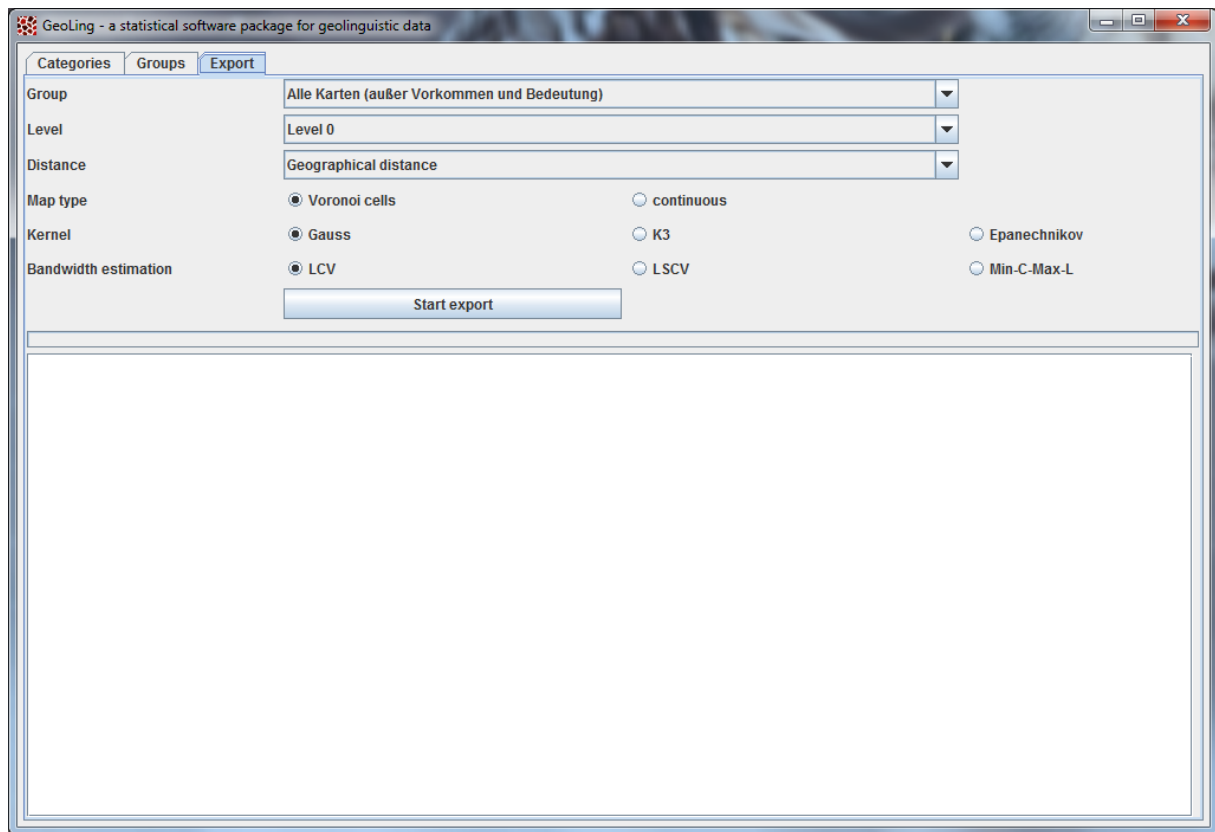 GeoLing - a statistical software package for geolinguistic data
Categories Groups Export
Group Alle Karten (außer Vorkommen und Bedeutung)
Level Level 0
Distance Geographical distance
Map type Voronoi cells continuous
Kernel Gauss K3 Epanechnikov
Bandwidth estimation LCV LSCV Min-C-Max-L
Start export